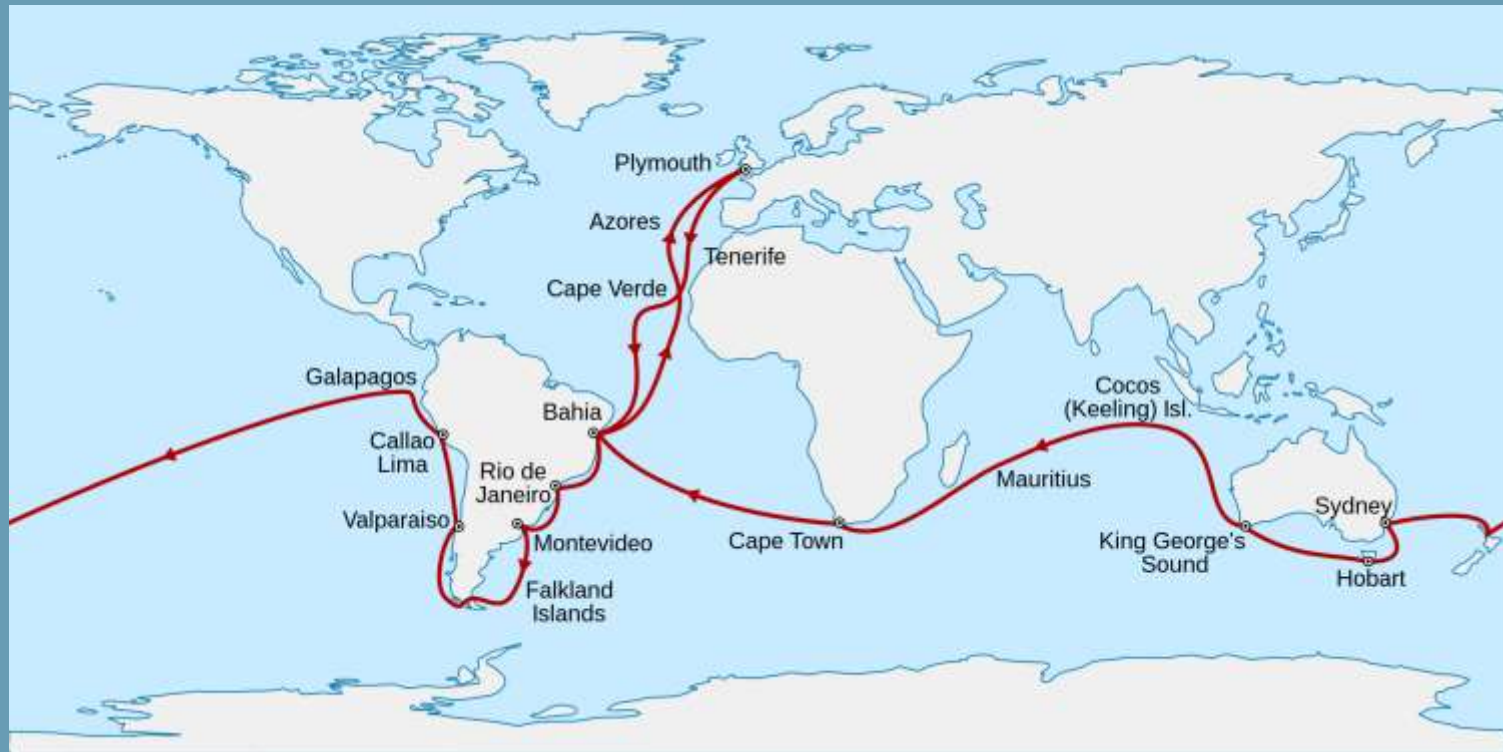 Plymouth
Azores
Tenerife
Cape Verde
Galapagos
Bahia
Cocos
(Keeling) Isl.
Callao
Lima
Rio de
Janeiro
Mauritius
Valparaiso
Sydney
Montevideo
Cape Town
King George's
Sound
Hobart
Falkland
Islands